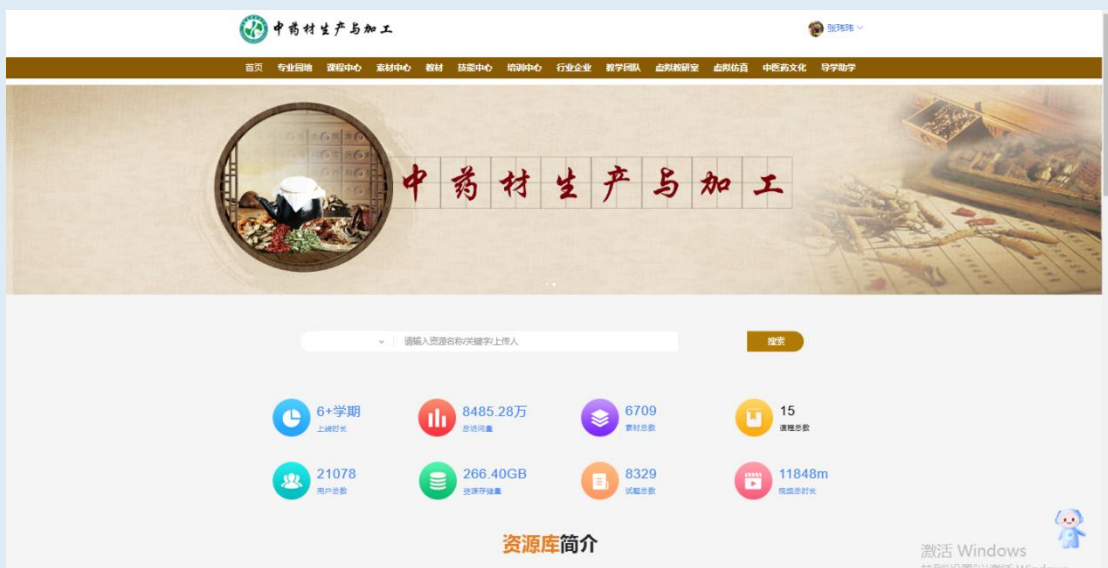 中药材生产与加工
张玮玮
首页 专业园地 课程中心 素材中心 教材 技能中心 培训中心 行业企业 教学团队 虚拟教研室 虚拟仿真 中医药文化 导学助学
中药材生产与加工
请输入资源名称/关键字/上传人
搜索
6+学期 8485.28万 6709 15
上线时长 总访问量 素材总数 课程总数
21078 266.40GB 8329 11848m
用户总数 资源存储量 试题总数 视频总时长
资源库简介
激活 Windows